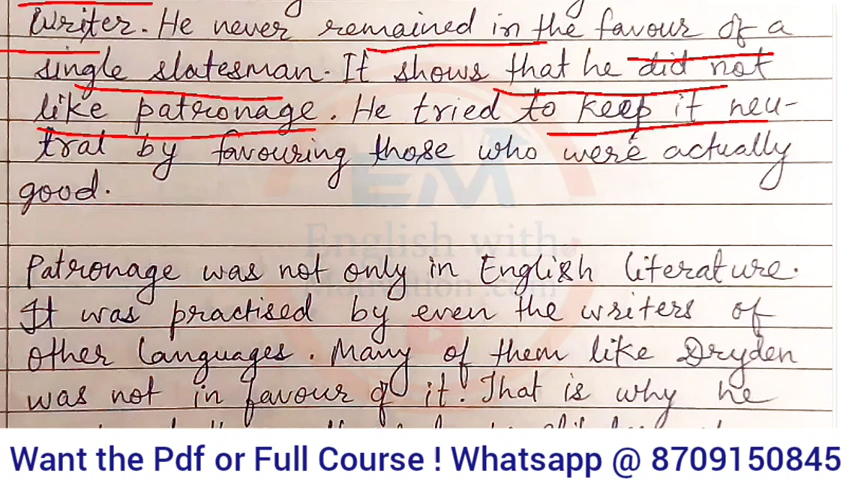 Writer. He never remained in the favour of a
single statesman. It shows that he did not
like patronage. He tried to keep it neu-
tral by favouring those who were actually
good.
EM
English with
Patronage was not only in English literature.
It was practised by even the writers of
other languages. Many of them like Dryden
was not in favour of it. That is why he
Want the Pdf or Full Course ! Whatsapp @ 8709150845